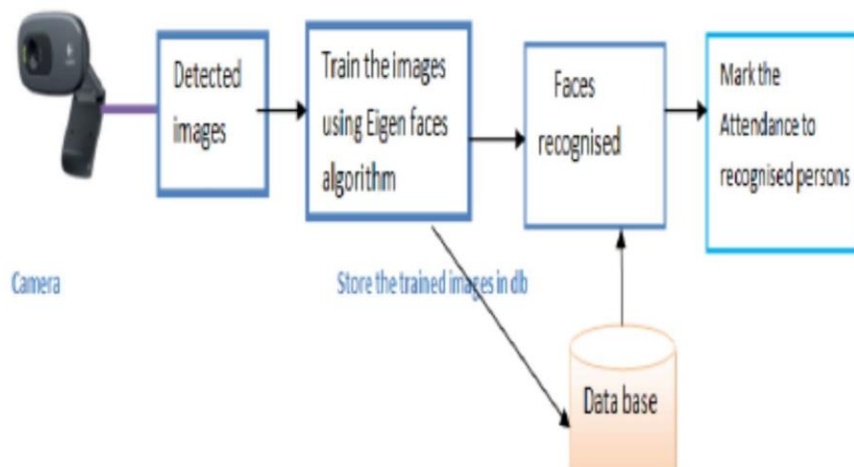 Detected
images
Train the images
using Eigen faces
algorithm
Faces
recognised
Mark the
Attendance to
recognised persons
Camera
Store the trained images in db
Data base